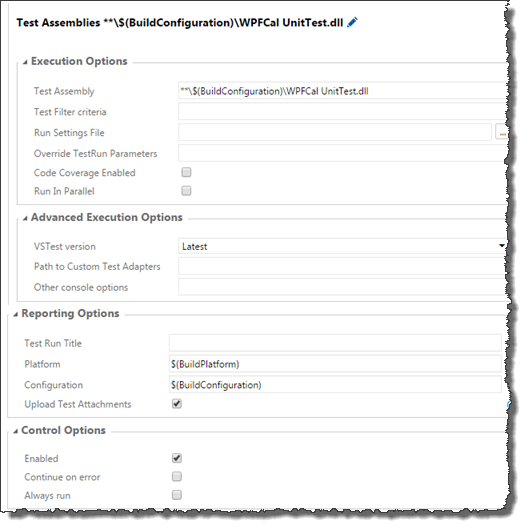 Test Assemblies **\$(BuildConfiguration)\WPFCal UnitTest.dll
Execution Options
Test Assembly **\$(BuildConfiguration)\WPFCal UnitTest.dll
Test Filter criteria
Run Settings File ...
Override TestRun Parameters
Code Coverage Enabled
Run In Parallel
Advanced Execution Options
VSTest version Latest
Path to Custom Test Adapters
Other console options
Reporting Options
Test Run Title
Platform $(BuildPlatform)
Configuration $(BuildConfiguration)
Upload Test Attachments
Control Options
Enabled
Continue on error
Always run